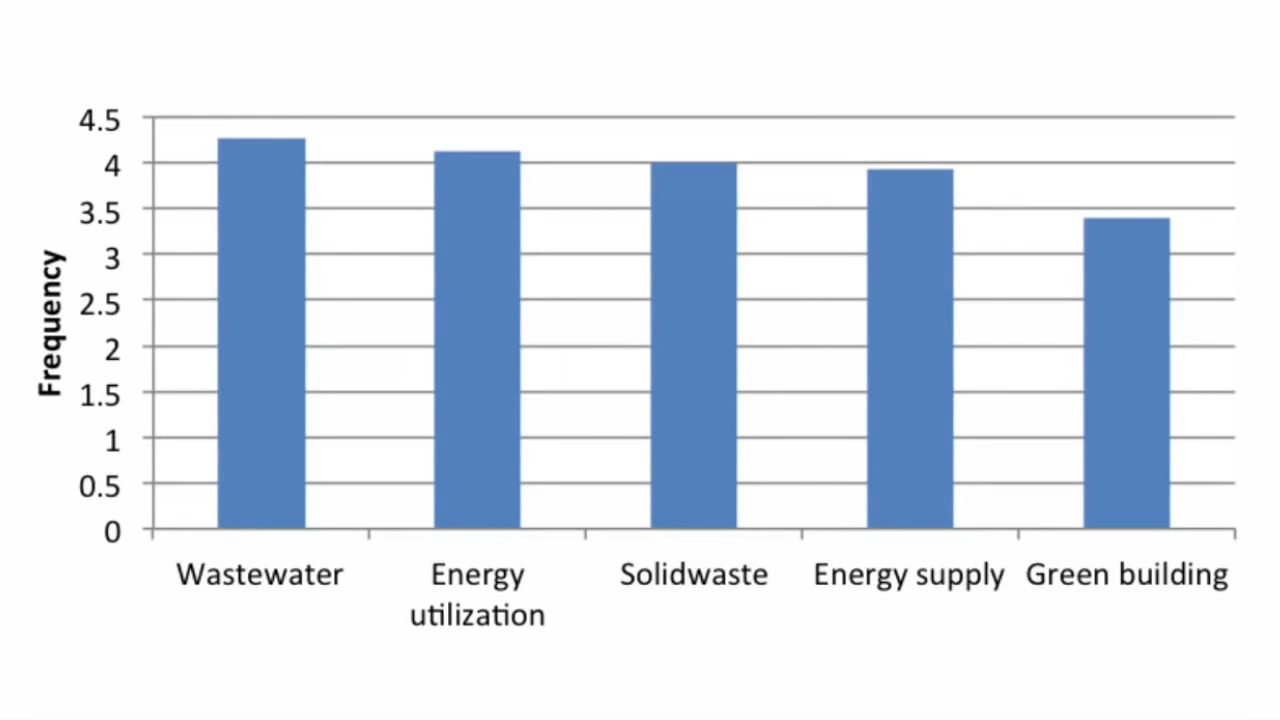 4.5
4
3.5
3
2.5
2
1.5
1
0.5
0
Frequency
Wastewater
Energy
utilization
Solidwaste
Energy supply
Green building